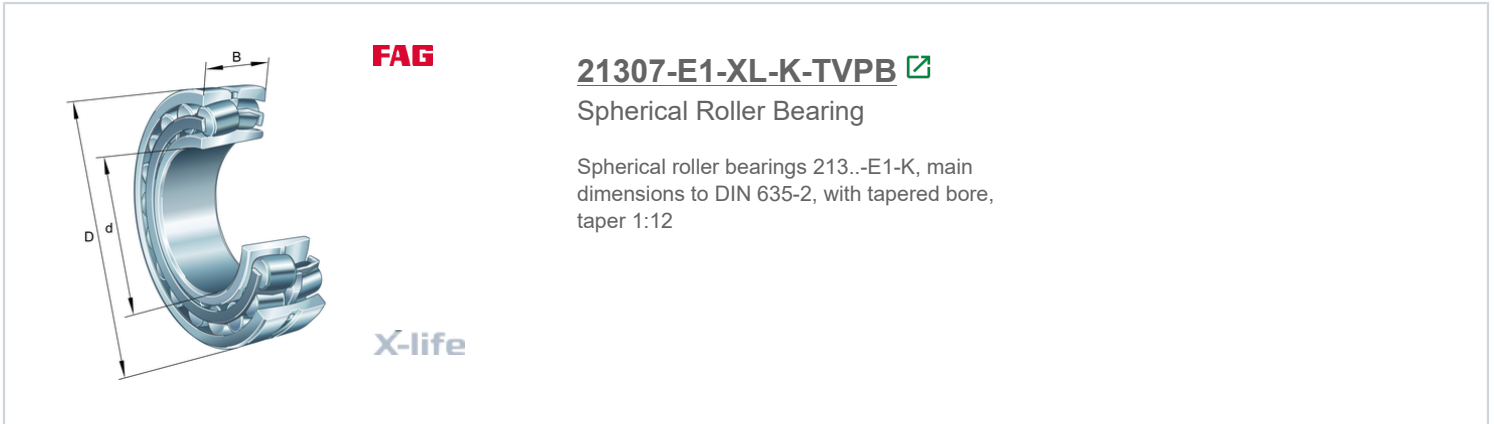 B
FAG
21307-E1-XL-K-TVPB
Spherical Roller Bearing
Spherical roller bearings 213..-E1-K, main
dimensions to DIN 635-2, with tapered bore,
taper 1:12
D
d
X-life